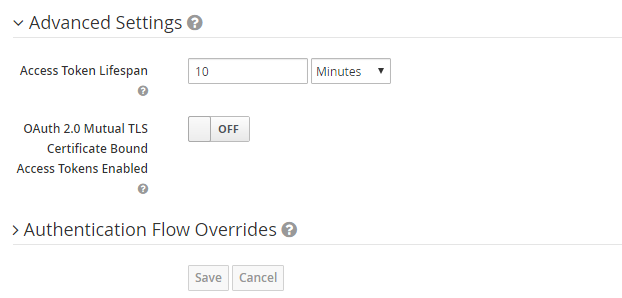 Advanced Settings ?
Access Token Lifespan
?
10
Minutes
OAuth 2.0 Mutual TLS
Certificate Bound
Access Tokens Enabled
?
OFF
Authentication Flow Overrides ?
Save
Cancel